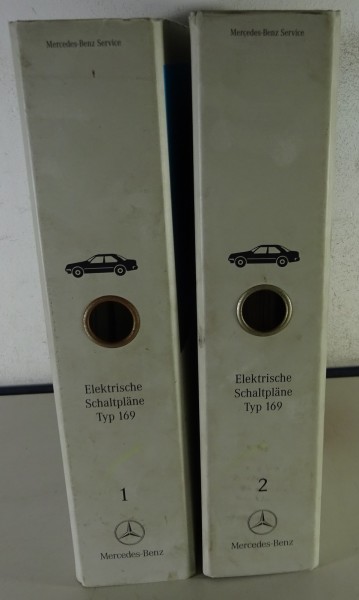 Mercedes-Benz Service
Elektrische
Schaltpläne
Typ 169
1
Mercedes-Benz
Mercedes-Benz Service
Elektrische
Schaltpläne
Typ 169
2
Mercedes-Benz